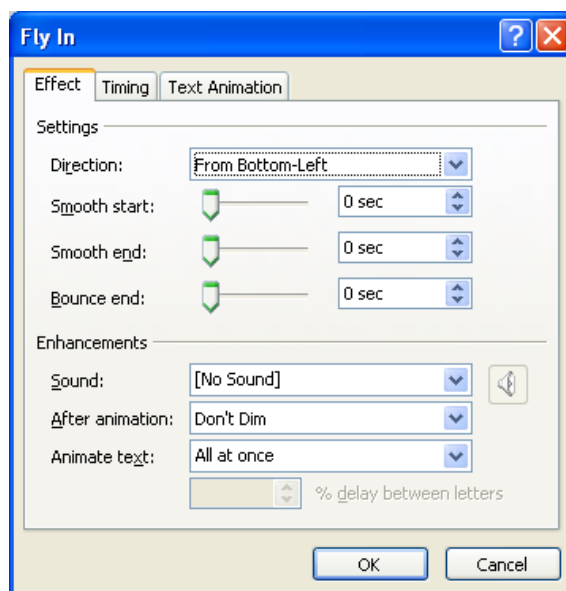 Fly In
Effect Timing Text Animation
Settings
Direction: From Bottom-Left
Smooth start: 0 sec
Smooth end: 0 sec
Bounce end: 0 sec
Enhancements
Sound: [No Sound]
After animation: Don't Dim
Animate text: All at once
% delay between letters
OK Cancel